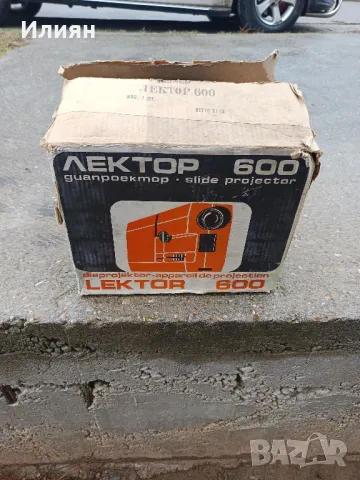 Илиян
ЛЕКТОР 600
ЛЕКТОР 600
диапроектор · slide projector
diaprojektor-appareil de projection
LEKTOR 600
BAZAR